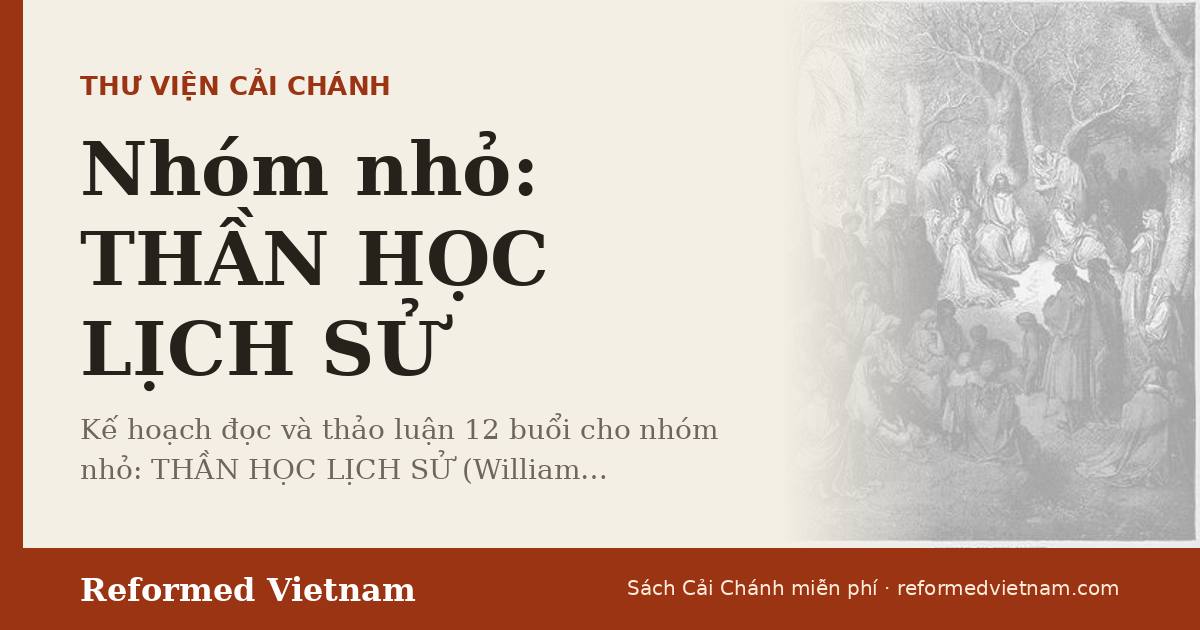 THƯ VIỆN CẢI CHÁNH
Nhóm nhỏ:
THẦN HỌC
LỊCH SỬ
Kế hoạch đọc và thảo luận 12 buổi cho nhóm
nhỏ: THẦN HỌC LỊCH SỬ (William...
Reformed Vietnam
Sách Cải Chánh miễn phí · reformedvietnam.com